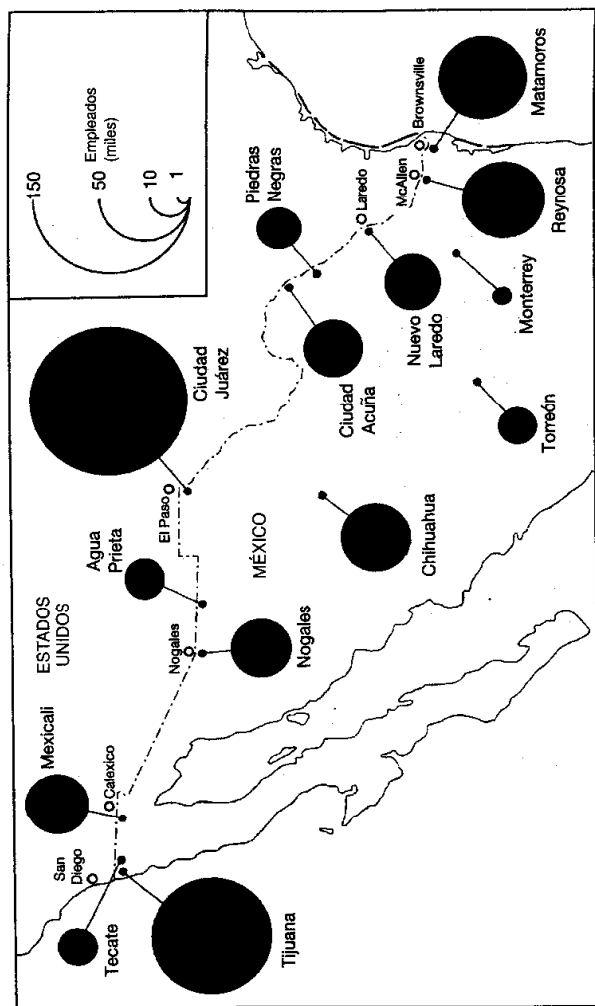 Empleados
(miles)
150
50
10
1
ESTADOS
UNIDOS
MÉXICO
San
Diego
Calexico
Nogales
El Paso
Laredo
McAllen
Brownsville
Tecate
Tijuana
Mexicali
Nogales
Agua
Prieta
Ciudad
Juárez
Chihuahua
Ciudad
Acuña
Piedras
Negras
Nuevo
Laredo
Torreón
Monterrey
Reynosa
Matamoros